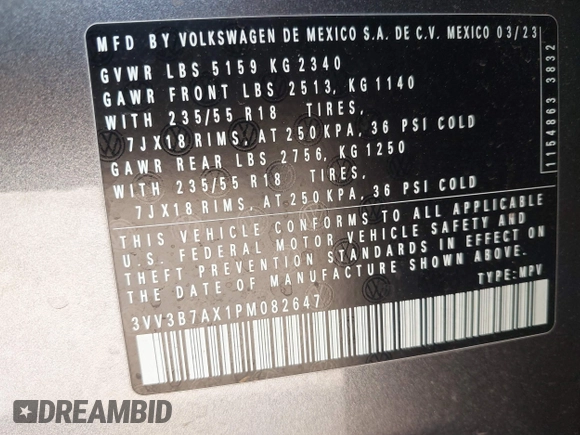 MFD BY VOLKSWAGEN DE MEXICO S.A. DE C.V. MEXICO 03/23
GVWR LBS 5159 KG 2340
GAWR FRONT LBS 2513, KG 1140
WITH 235/55 R18 TIRES,
7JX18 RIMS, AT 250 KPA, 36 PSI COLD
GAWR REAR LBS 2756, KG 1250
WITH 235/55 R18 TIRES,
7JX18 RIMS, AT 250 KPA, 36 PSI COLD
THIS VEHICLE CONFORMS TO ALL APPLICABLE
U.S. FEDERAL MOTOR VEHICLE SAFETY AND
THEFT PREVENTION STANDARDS IN EFFECT ON
THE DATE OF MANUFACTURE SHOWN ABOVE.
3VV3B7AX1PM082647 TYPE: MPV
1154863 3832
DREAMBID